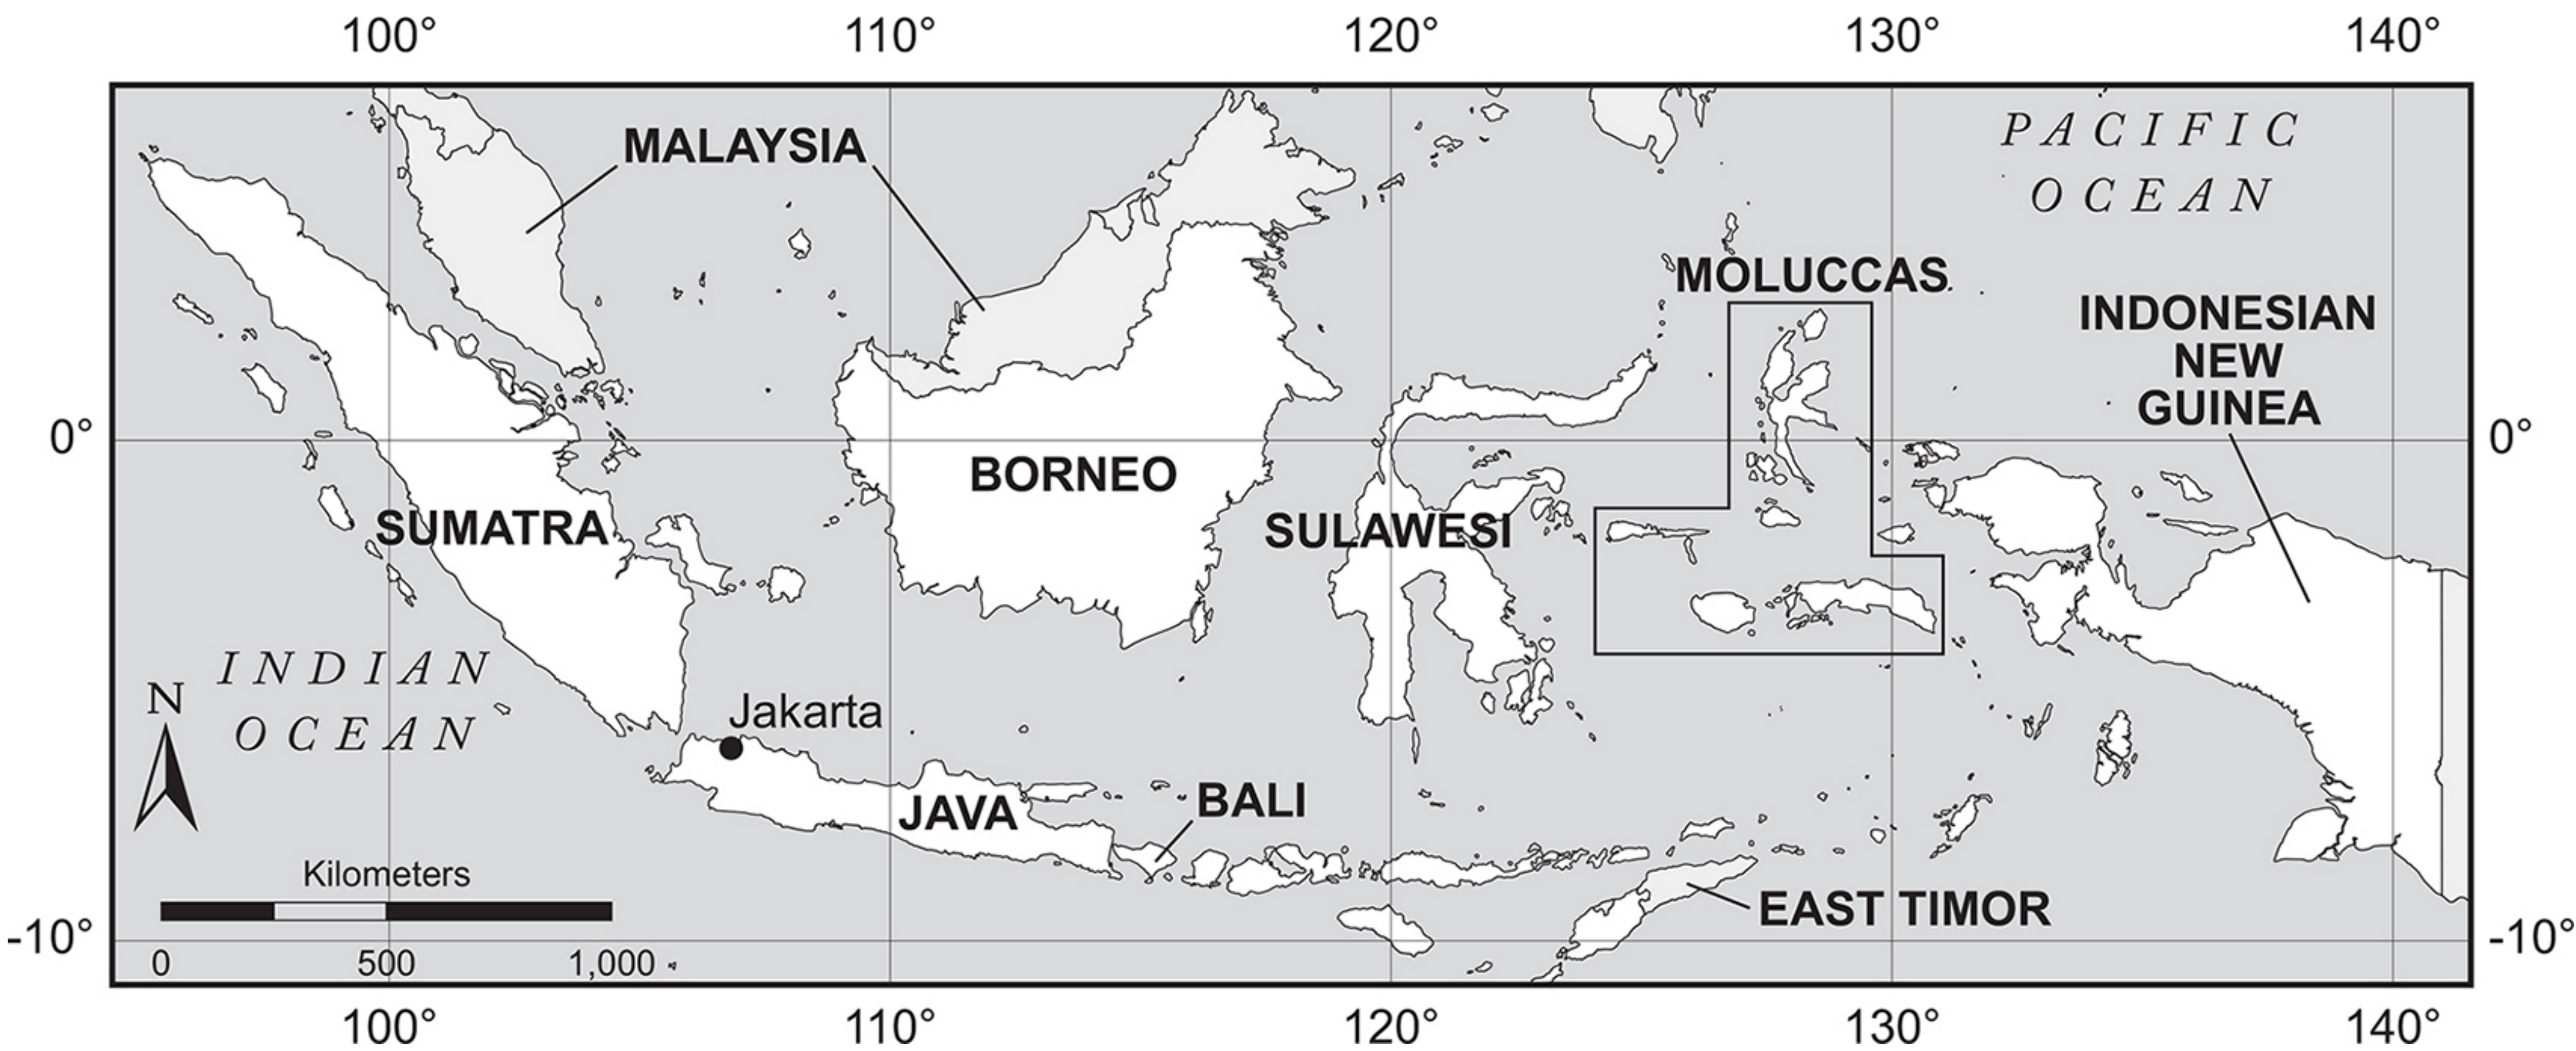 100° 110° 120° 130° 140°
PACIFIC
OCEAN
MALAYSIA
MOLUCCAS
INDONESIAN
NEW
GUINEA
0° 0°
BORNEO
SUMATRA
SULAWESI
INDIAN
OCEAN
N
Jakarta
JAVA
BALI
Kilometers
EAST TIMOR
-10° -10°
0 500 1,000
100° 110° 120° 130° 140°